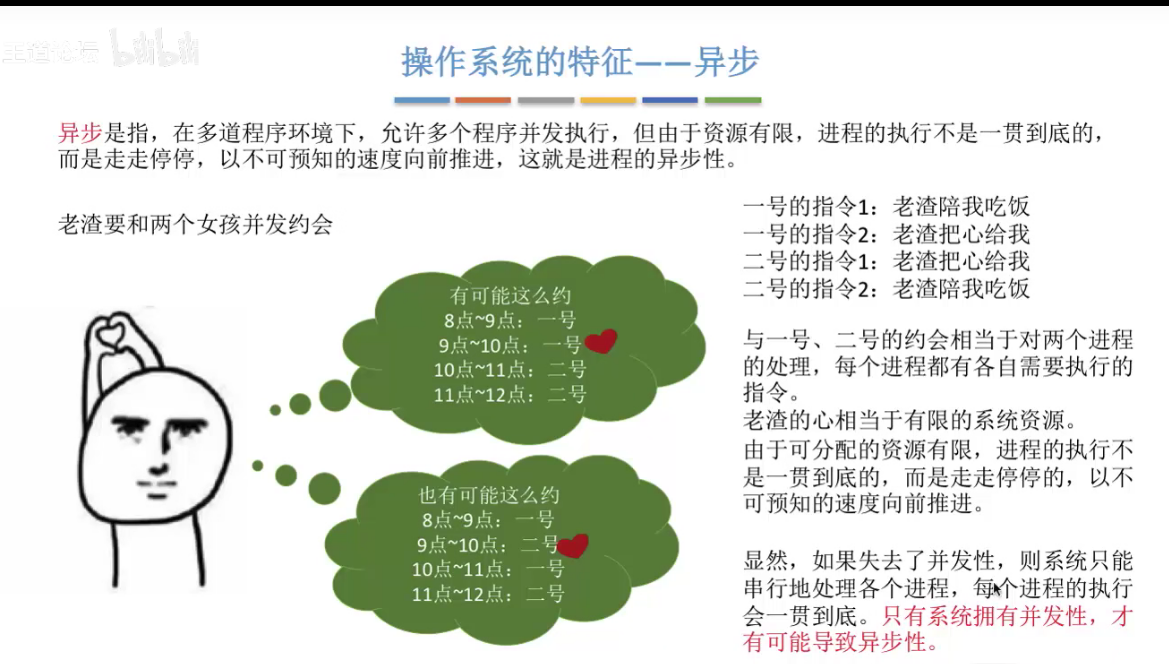 王道论坛 bilibili
操作系统的特征——异步
异步是指，在多道程序环境下，允许多个程序并发执行，但由于资源有限，进程的执行不是一贯到底的，
而是走走停停，以不可预知的速度向前推进，这就是进程的异步性。
老渣要和两个女孩并发约会
有可能这么约
8点~9点：一号
9点~10点：一号
10点~11点：二号
11点~12点：二号
也有可能这么约
8点~9点：一号
9点~10点：二号
10点~11点：一号
11点~12点：二号
一号的指令1：老渣陪我吃饭
一号的指令2：老渣把心给我
二号的指令1：老渣把心给我
二号的指令2：老渣陪我吃饭
与一号、二号的约会相当于对两个进程
的处理，每个进程都有各自需要执行的
指令。
老渣的心相当于有限的系统资源。
由于可分配的资源有限，进程的执行不
是一贯到底的，而是走走停停的，以不
可预知的速度向前推进。
显然，如果失去了并发性，则系统只能
串行地处理各个进程，每个进程的执行
会一贯到底。只有系统拥有并发性，才
有可能导致异步性。